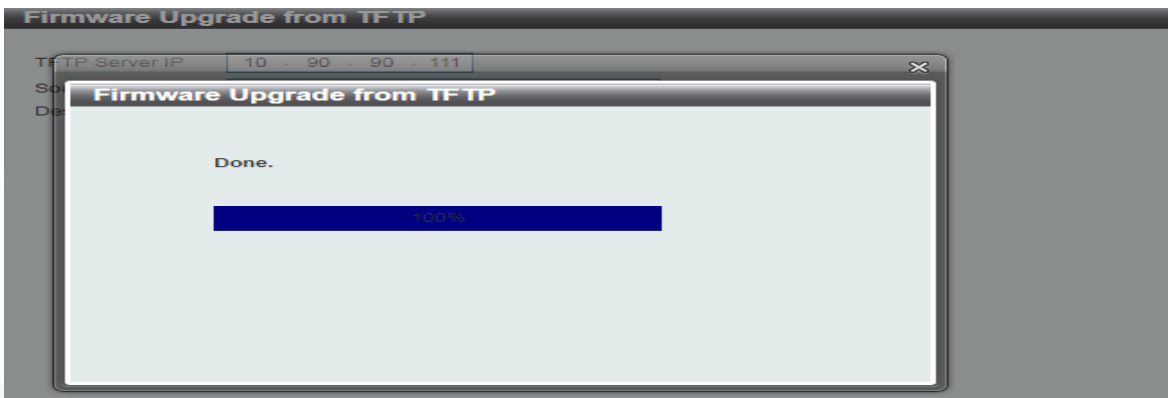 Firmware Upgrade from TFTP
TFTP Server IP 10 . 90 . 90 . 111
Firmware Upgrade from TFTP
Done.
100%